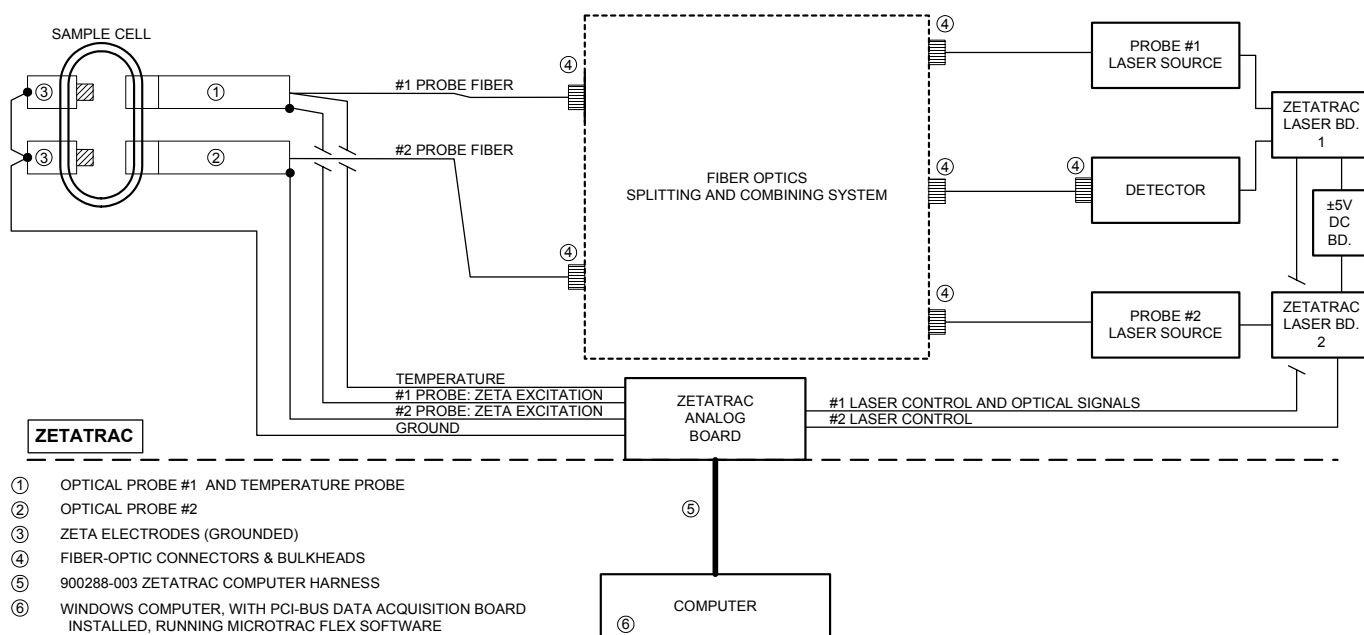 SAMPLE CELL
③
①
③
②
#1 PROBE FIBER
#2 PROBE FIBER
④
④
FIBER OPTICS
SPLITTING AND COMBINING SYSTEM
④
④
④
④
PROBE #1
LASER SOURCE
DETECTOR
PROBE #2
LASER SOURCE
ZETATRAC
LASER BD.
1
±5V
DC
BD.
ZETATRAC
LASER BD.
2
TEMPERATURE
#1 PROBE: ZETA EXCITATION
#2 PROBE: ZETA EXCITATION
GROUND
ZETATRAC
ANALOG
BOARD
#1 LASER CONTROL AND OPTICAL SIGNALS
#2 LASER CONTROL
ZETATRAC
① OPTICAL PROBE #1 AND TEMPERATURE PROBE
② OPTICAL PROBE #2
③ ZETA ELECTRODES (GROUNDED)
④ FIBER-OPTIC CONNECTORS & BULKHEADS
⑤ 900288-003 ZETATRAC COMPUTER HARNESS
⑥ WINDOWS COMPUTER, WITH PCI-BUS DATA ACQUISITION BOARD
INSTALLED, RUNNING MICROTRAC FLEX SOFTWARE
⑤
COMPUTER
⑥